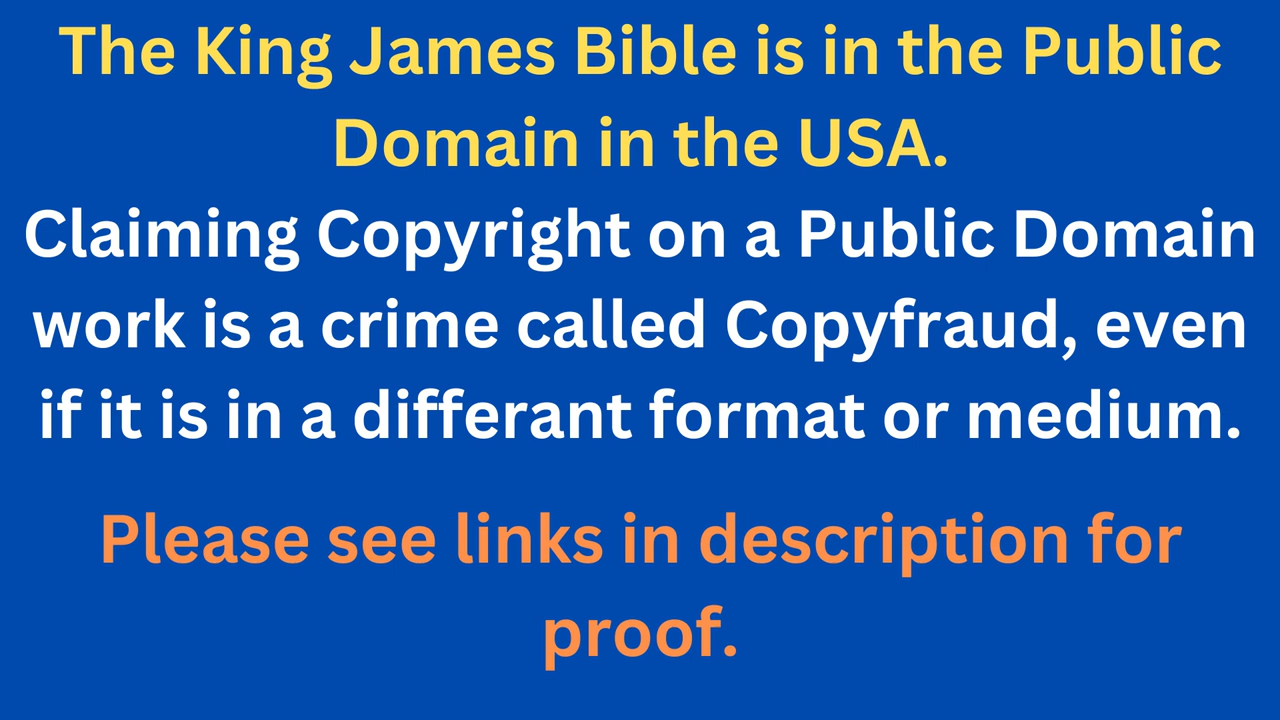 The King James Bible is in the Public
Domain in the USA.
Claiming Copyright on a Public Domain
work is a crime called Copyfraud, even
if it is in a differant format or medium.
Please see links in description for
proof.